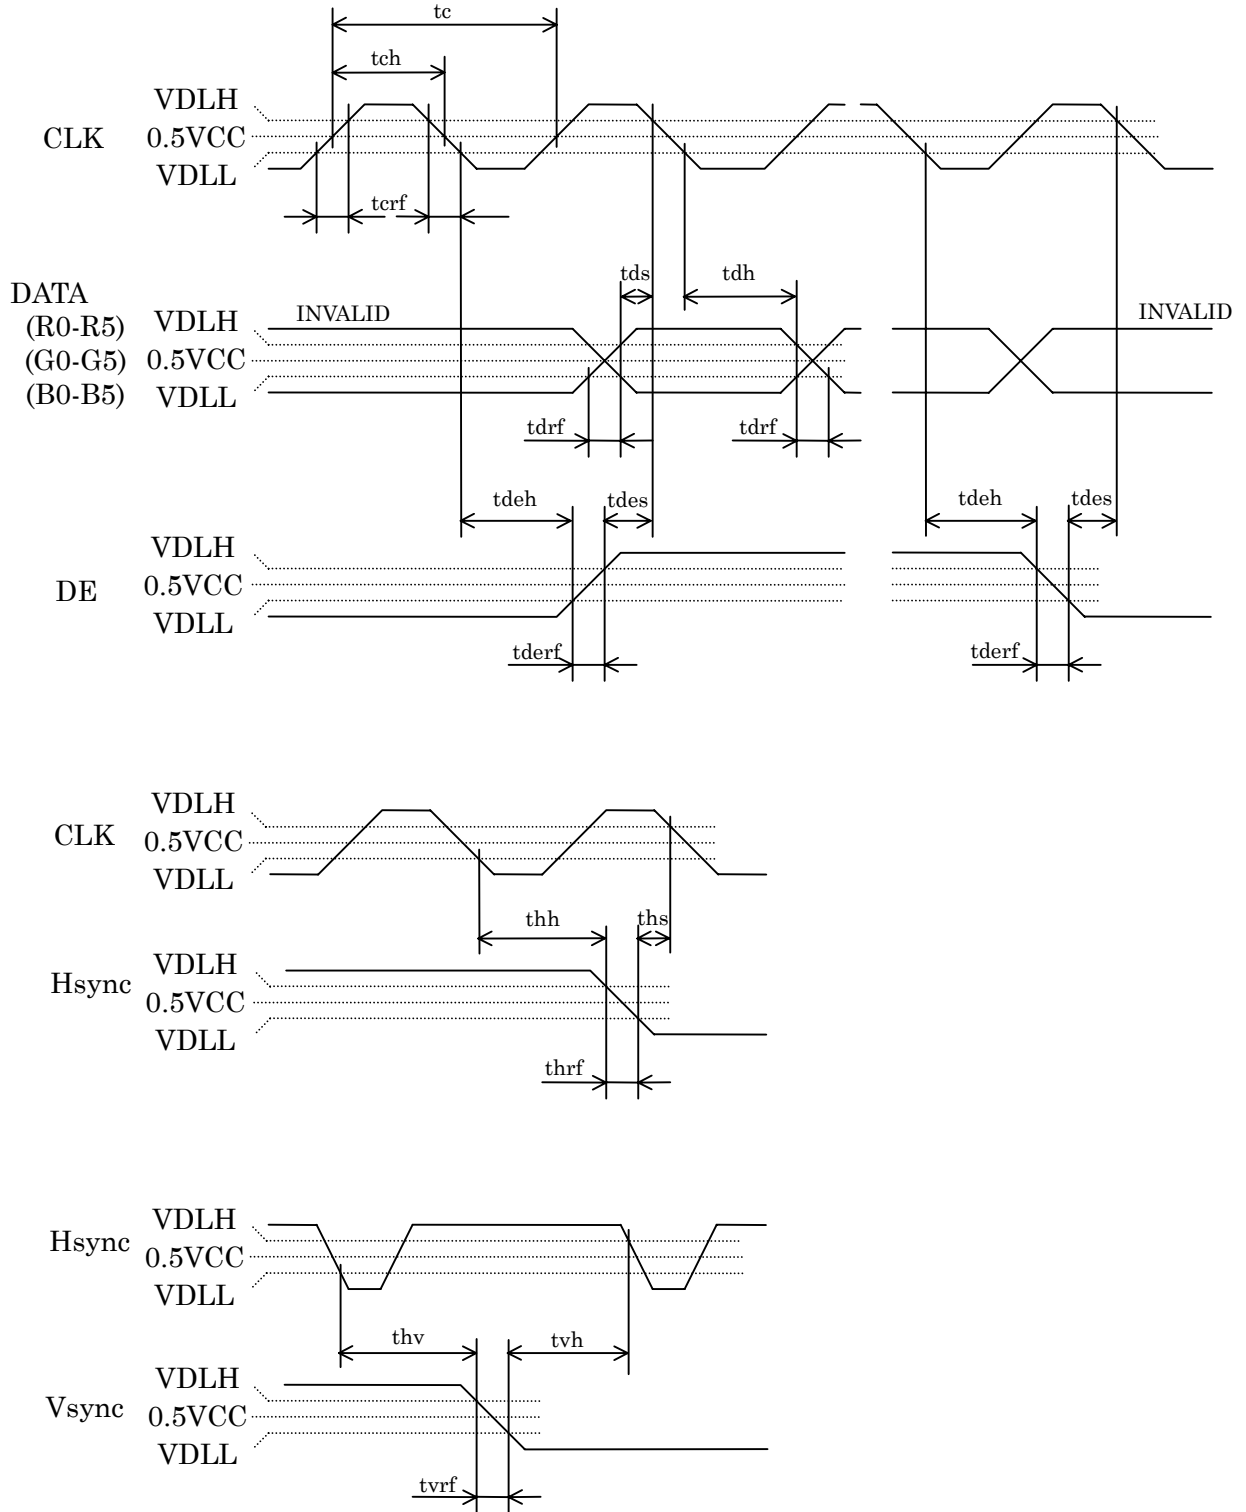 tc
tch
VDLH
CLK 0.5VCC
VDLL
tcrf
tds tdh
DATA
(R0-R5) VDLH INVALID INVALID
(G0-G5) 0.5VCC
(B0-B5) VDLL
tdrf tdrf
tdeh tdes tdeh tdes
VDLH
DE 0.5VCC
VDLL
tderf tderf
VDLH
CLK 0.5VCC
VDLL
thh ths
VDLH
Hsync 0.5VCC
VDLL
thrf
VDLH
Hsync 0.5VCC
VDLL
thv tvh
VDLH
Vsync 0.5VCC
VDLL
tvrf